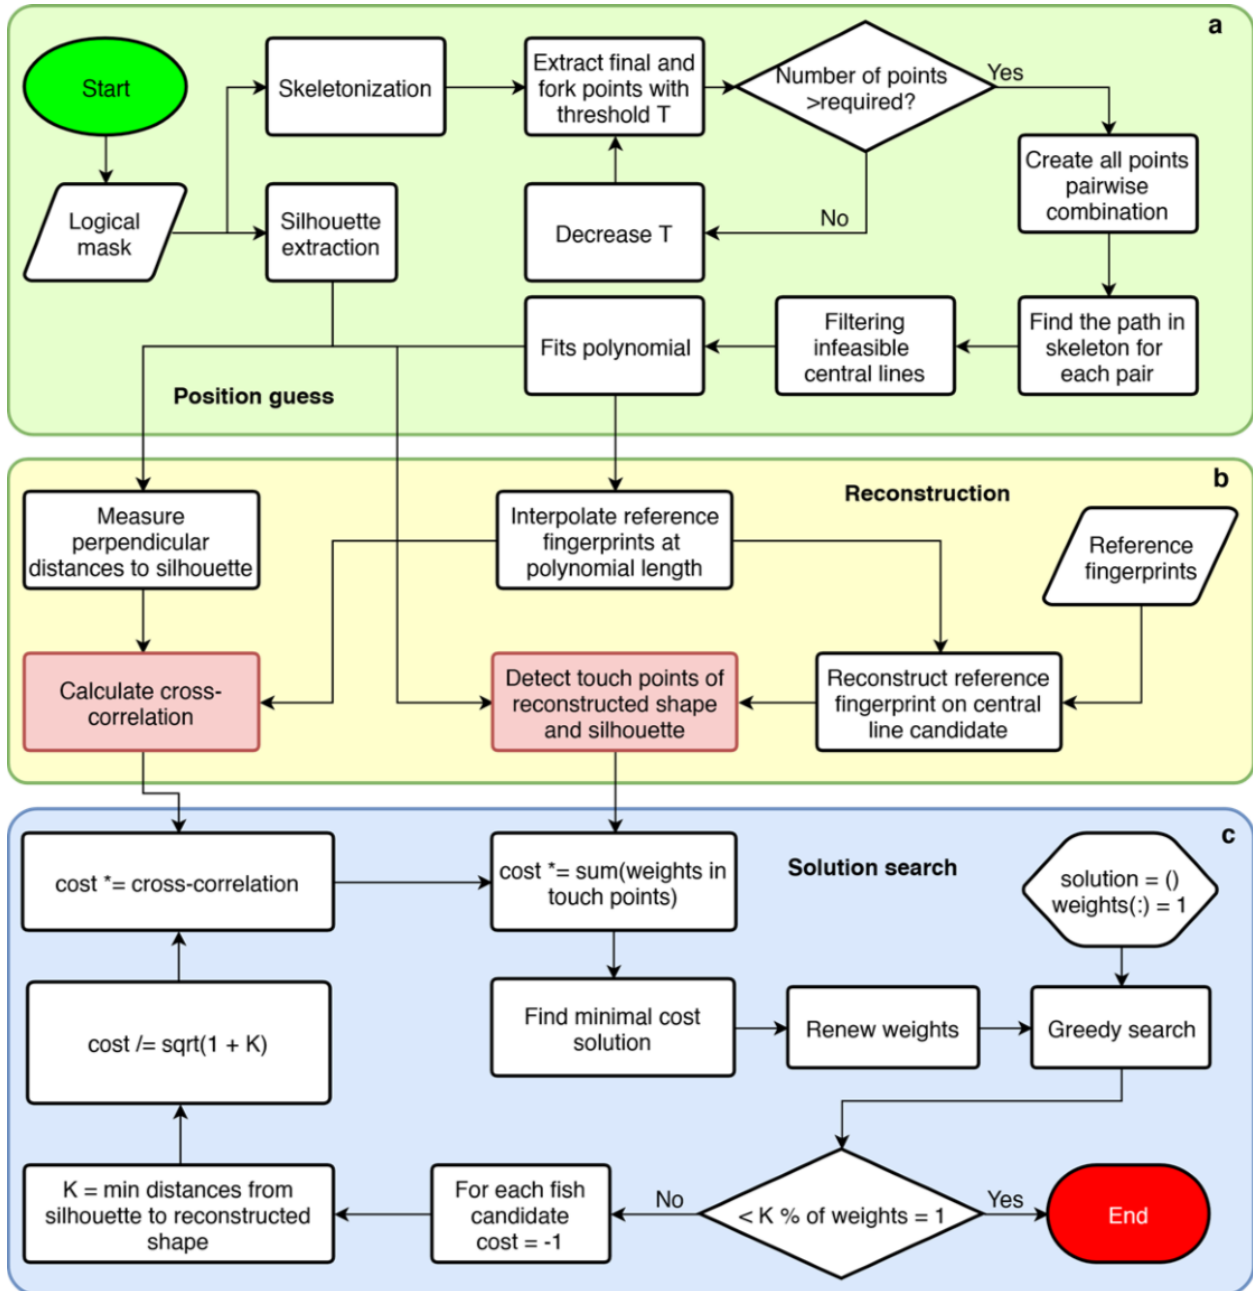 a
Start
Skeletonization
Extract final and
fork points with
threshold T
Number of points
>required?
Yes
Logical
mask
Silhouette
extraction
Decrease T
No
Create all points
pairwise
combination
Fits polynomial
Filtering
infeasible
central lines
Find the path in
skeleton for
each pair
Position guess
b
Reconstruction
Measure
perpendicular
distances to silhouette
Interpolate reference
fingerprints at
polynomial length
Reference
fingerprints
Calculate cross-
correlation
Detect touch points of
reconstructed shape
and silhouette
Reconstruct reference
fingerprint on central
line candidate
c
Solution search
cost *= cross-correlation
cost *= sum(weights in
touch points)
solution = ()
weights(:) = 1
cost /= sqrt(1 + K)
Find minimal cost
solution
Renew weights
Greedy search
K = min distances from
silhouette to reconstructed
shape
For each fish
candidate
cost = -1
No
< K % of weights = 1
Yes
End